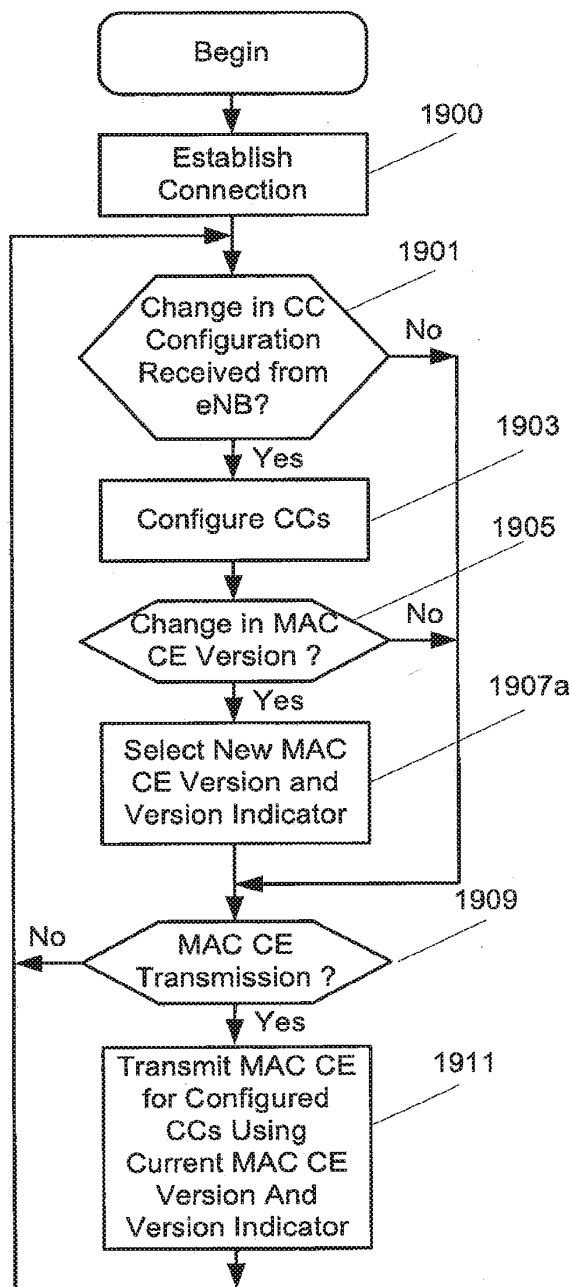 Begin
1900
Establish
Connection
1901
Change in CC
Configuration
Received from
eNB?
No
Yes
1903
Configure CCs
1905
Change in MAC
CE Version ?
No
Yes
1907a
Select New MAC
CE Version and
Version Indicator
1909
No
MAC CE
Transmission ?
Yes
1911
Transmit MAC CE
for Configured
CCs Using
Current MAC CE
Version And
Version Indicator